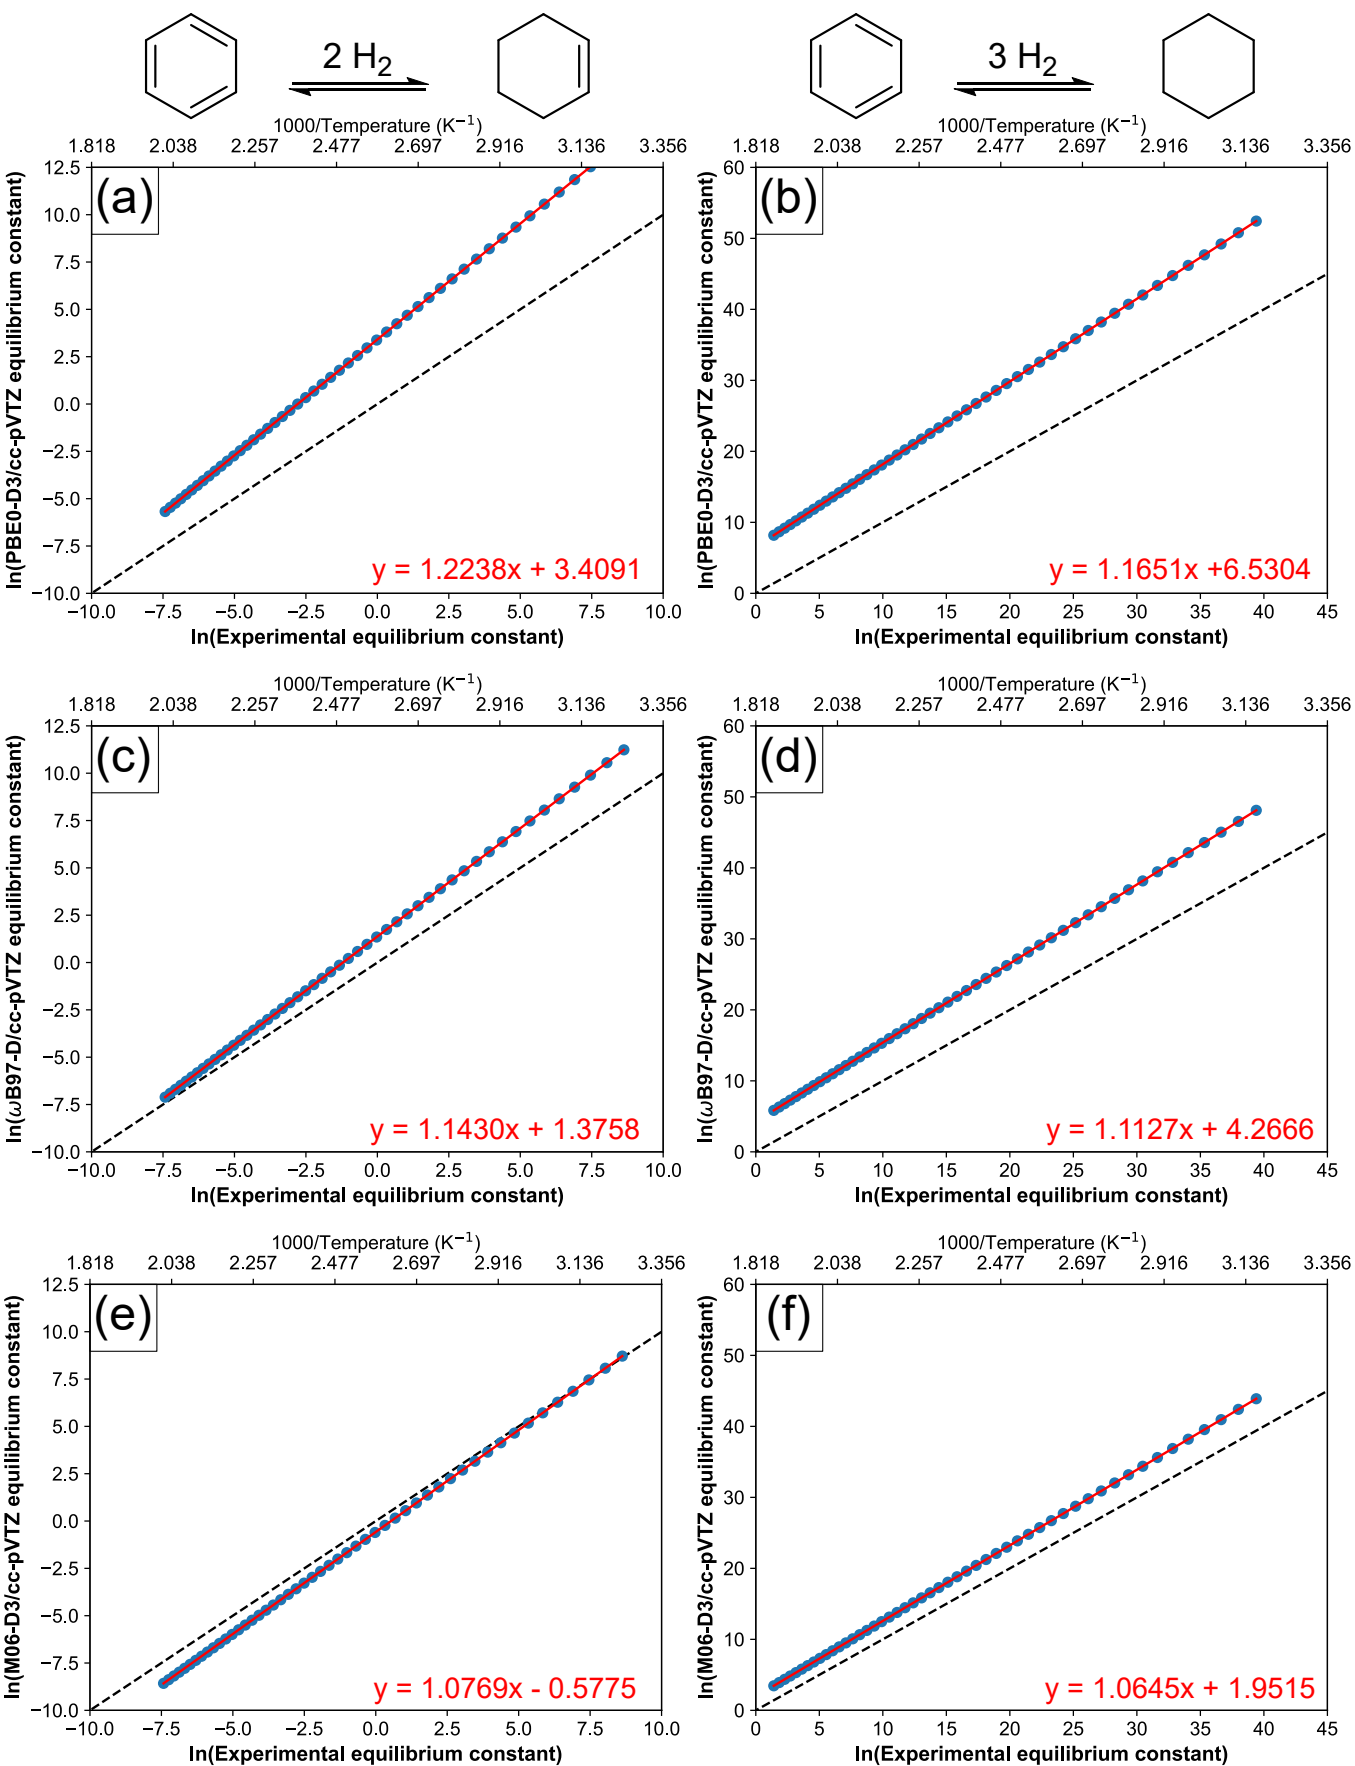 2 H₂
3 H₂
1000/Temperature (K⁻¹)
1.818 2.038 2.257 2.477 2.697 2.916 3.136 3.356
(a)
12.5
10.0
7.5
5.0
2.5
0.0
−2.5
−5.0
−7.5
−10.0
ln(PBE0-D3/cc-pVTZ equilibrium constant)
y = 1.2238x + 3.4091
−10.0 −7.5 −5.0 −2.5 0.0 2.5 5.0 7.5 10.0
ln(Experimental equilibrium constant)
1000/Temperature (K⁻¹)
1.818 2.038 2.257 2.477 2.697 2.916 3.136 3.356
(b)
60
50
40
30
20
10
0
ln(PBE0-D3/cc-pVTZ equilibrium constant)
y = 1.1651x +6.5304
0 5 10 15 20 25 30 35 40 45
ln(Experimental equilibrium constant)
1000/Temperature (K⁻¹)
1.818 2.038 2.257 2.477 2.697 2.916 3.136 3.356
(c)
12.5
10.0
7.5
5.0
2.5
0.0
−2.5
−5.0
−7.5
−10.0
ln(ωB97-D/cc-pVTZ equilibrium constant)
y = 1.1430x + 1.3758
−10.0 −7.5 −5.0 −2.5 0.0 2.5 5.0 7.5 10.0
ln(Experimental equilibrium constant)
1000/Temperature (K⁻¹)
1.818 2.038 2.257 2.477 2.697 2.916 3.136 3.356
(d)
60
50
40
30
20
10
0
ln(ωB97-D/cc-pVTZ equilibrium constant)
y = 1.1127x + 4.2666
0 5 10 15 20 25 30 35 40 45
ln(Experimental equilibrium constant)
1000/Temperature (K⁻¹)
1.818 2.038 2.257 2.477 2.697 2.916 3.136 3.356
(e)
12.5
10.0
7.5
5.0
2.5
0.0
−2.5
−5.0
−7.5
−10.0
ln(M06-D3/cc-pVTZ equilibrium constant)
y = 1.0769x - 0.5775
−10.0 −7.5 −5.0 −2.5 0.0 2.5 5.0 7.5 10.0
ln(Experimental equilibrium constant)
1000/Temperature (K⁻¹)
1.818 2.038 2.257 2.477 2.697 2.916 3.136 3.356
(f)
60
50
40
30
20
10
0
ln(M06-D3/cc-pVTZ equilibrium constant)
y = 1.0645x + 1.9515
0 5 10 15 20 25 30 35 40 45
ln(Experimental equilibrium constant)